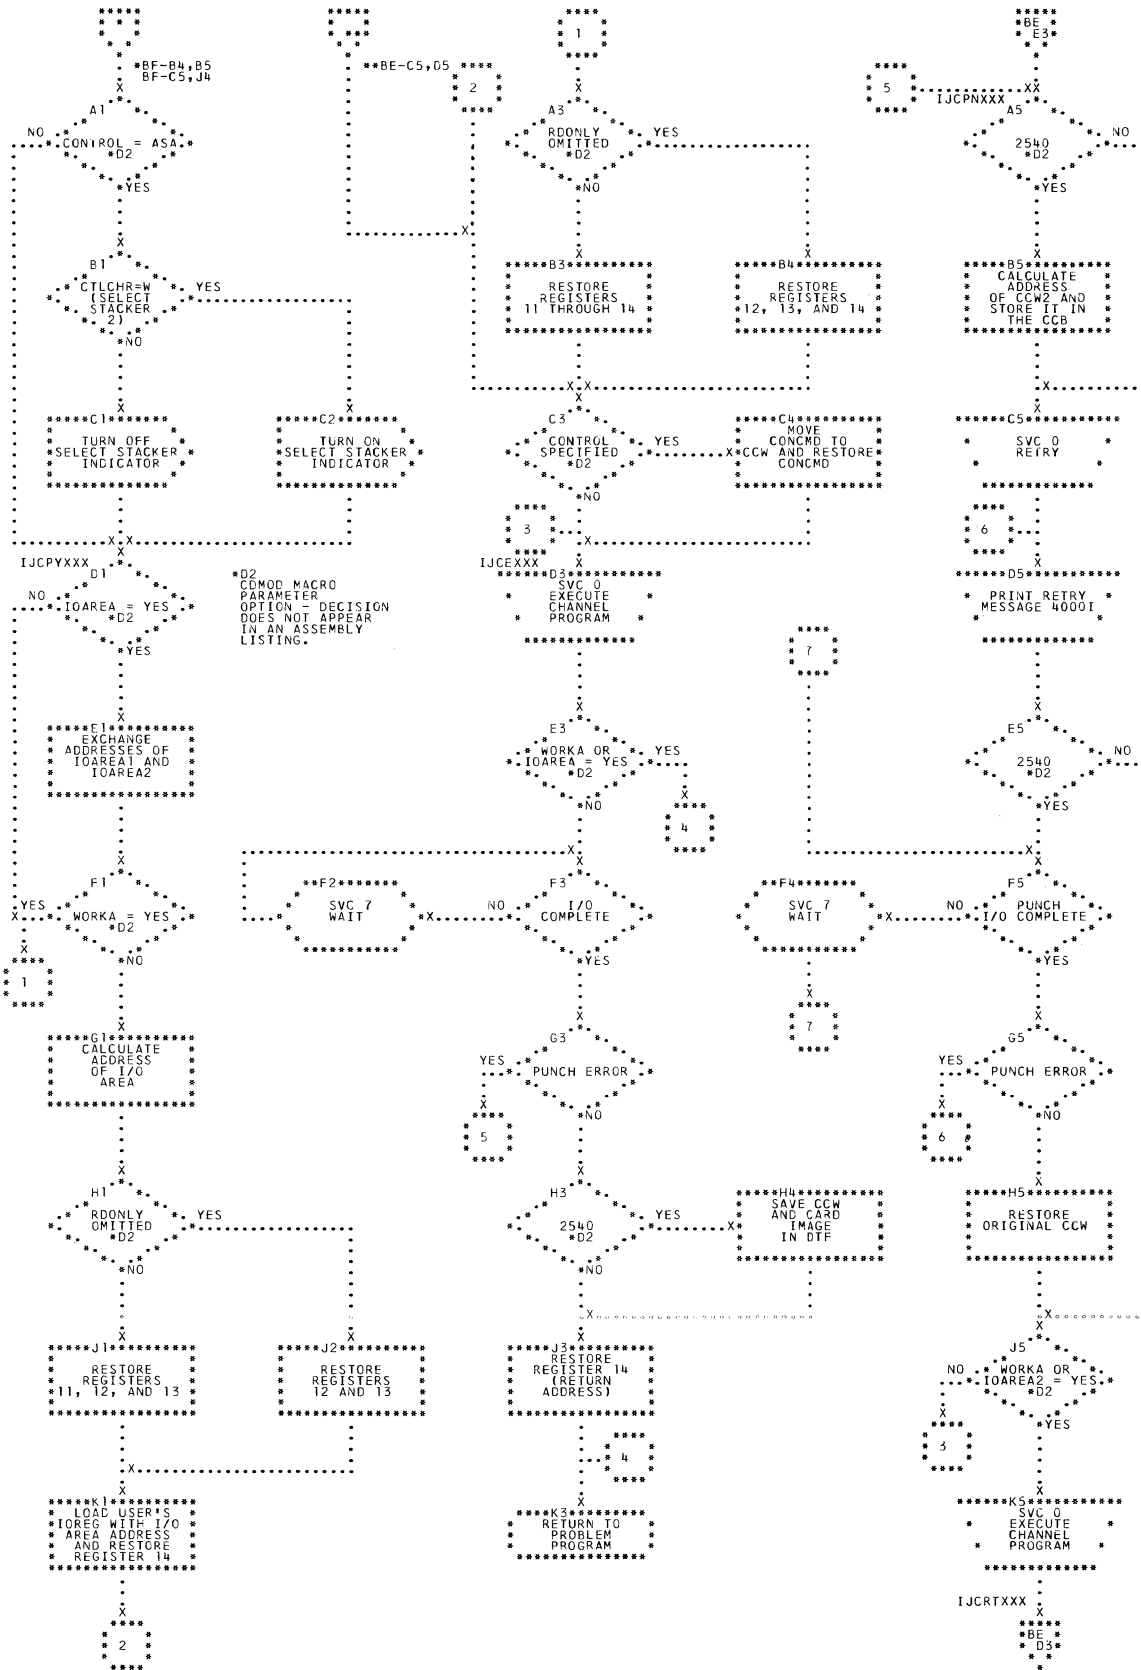 *BF-B4,B5
BF-C5,J4
A1
NO
CONTROL = ASA
*D2
YES
B1
CTLCHR=W
(SELECT
STACKER
2)
YES
NO
C1
TURN OFF
SELECT STACKER
INDICATOR
C2
TURN ON
SELECT STACKER
INDICATOR
IJCPYXXX
D1
NO
IOAREA = YES
*D2
YES
*D2
CDMOD MACRO
PARAMETER
OPTION - DECISION
DOES NOT APPEAR
IN AN ASSEMBLY
LISTING.
E1
EXCHANGE
ADDRESSES OF
IOAREA1 AND
IOAREA2
F1
YES
WORKA = YES
*D2
NO
1
G1
CALCULATE
ADDRESS
OF I/O
AREA
H1
RDONLY
OMITTED
*D2
YES
NO
J1
RESTORE
REGISTERS
11, 12, AND 13
J2
RESTORE
REGISTERS
12 AND 13
K1
LOAD USER'S
IOREG WITH I/O
AREA ADDRESS
AND RESTORE
REGISTER 14
2
**BE-C5,D5
2
1
A3
RDONLY
OMITTED
*D2
YES
NO
B3
RESTORE
REGISTERS
11 THROUGH 14
B4
RESTORE
REGISTERS
12, 13, AND 14
C3
CONTROL
SPECIFIED
*D2
YES
NO
C4
MOVE
CONCMD TO
CCW AND RESTORE
CONCMD
3
IJCEXXX
D3
SVC 0
EXECUTE
CHANNEL
PROGRAM
E3
WORKA OR
IOAREA = YES
*D2
YES
NO
4
F2
SVC 7
WAIT
F3
NO
I/O
COMPLETE
YES
G3
YES
PUNCH ERROR
NO
5
H3
2540
*D2
YES
NO
H4
SAVE CCW
AND CARD
IMAGE
IN DTF
J3
RESTORE
REGISTER 14
(RETURN
ADDRESS)
4
K3
RETURN TO
PROBLEM
PROGRAM
BE
E3
5
IJCPNXXX
A5
2540
*D2
NO
YES
B5
CALCULATE
ADDRESS
OF CCW2 AND
STORE IT IN
THE CCB
C5
SVC 0
RETRY
6
D5
PRINT RETRY
MESSAGE 4000I
7
E5
2540
*D2
NO
YES
F4
SVC 7
WAIT
7
F5
NO
PUNCH
I/O COMPLETE
YES
G5
YES
PUNCH ERROR
NO
6
H5
RESTORE
ORIGINAL CCW
J5
NO
WORKA OR
IOAREA2 = YES
*D2
YES
3
K5
SVC 0
EXECUTE
CHANNEL
PROGRAM
IJCRTXXX
BE
D3